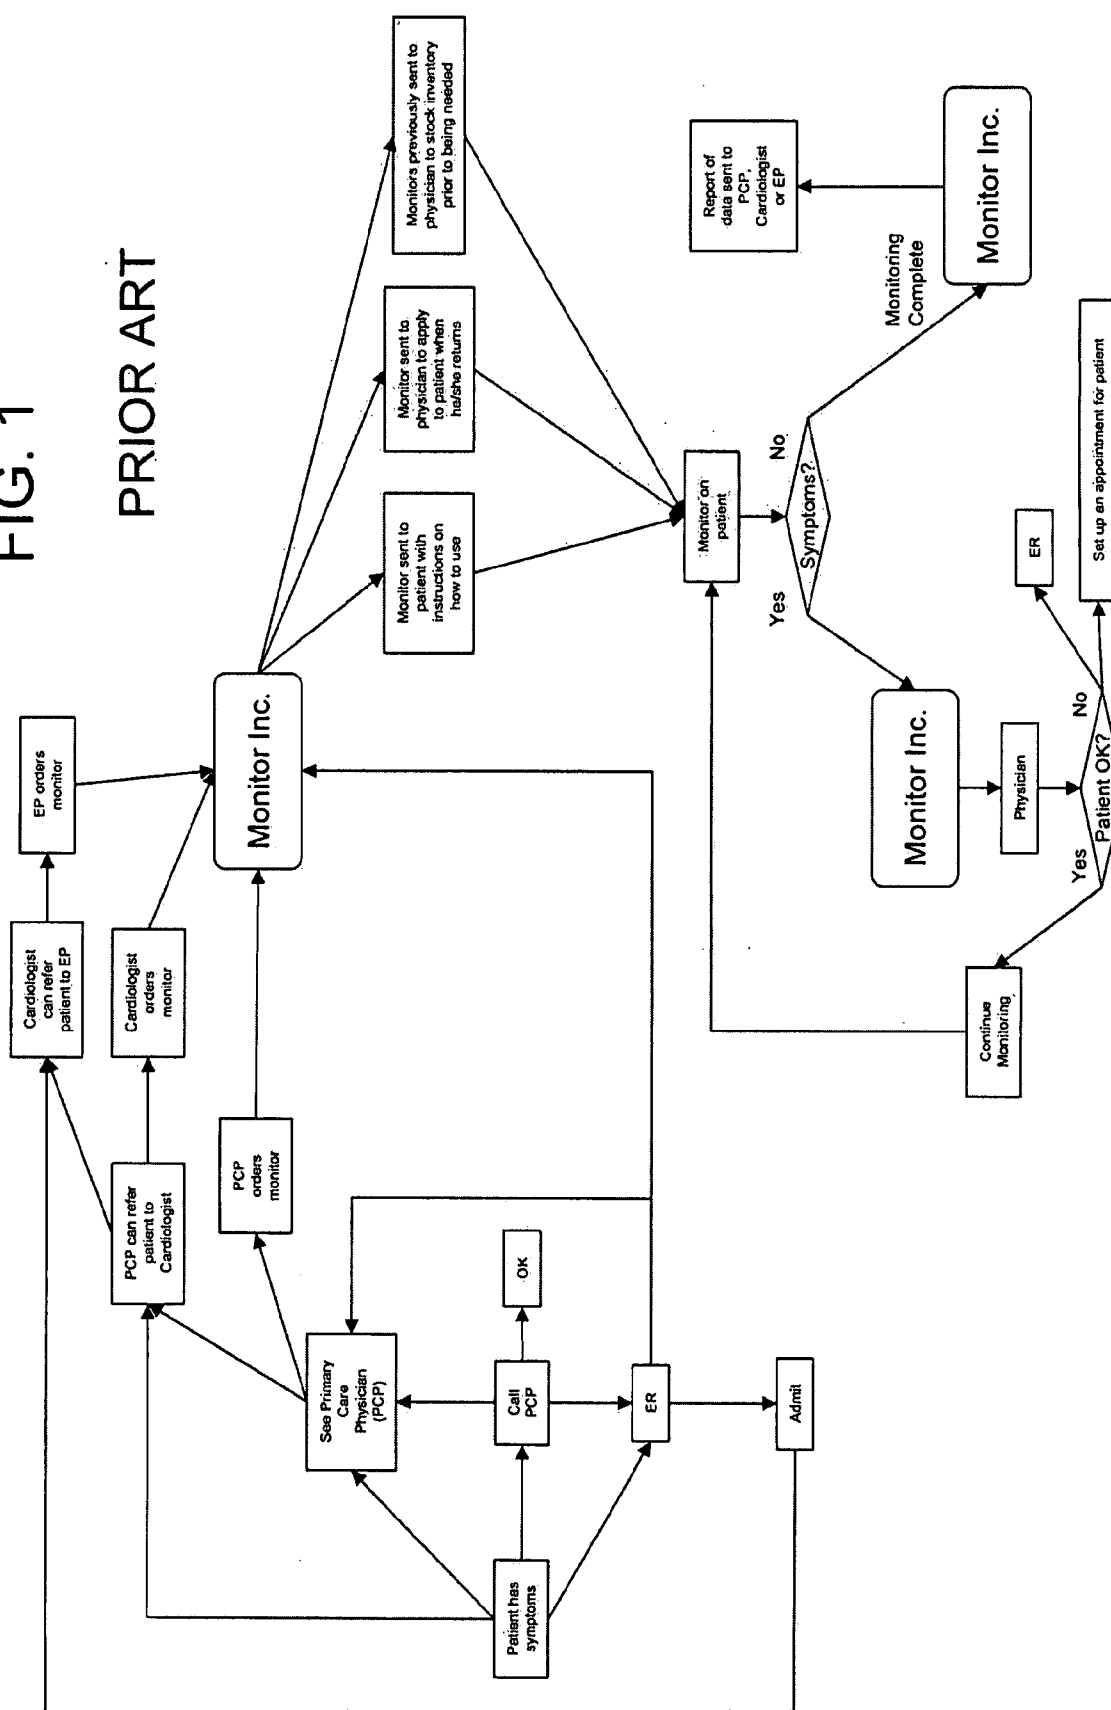 FIG. 1
PRIOR ART
Cardiologist
can refer
patient to EP
EP orders
monitor
PCP can refer
patient to
Cardiologist
Cardiologist
orders
monitor
PCP
orders
monitor
Monitor Inc.
See Primary
Care
Physician
(PCP)
Monitor sent to
patient with
instructions on
how to use
Monitor sent to
physician to apply
to patient when
he/she returns
Monitors previously sent to
physician to stock inventory
prior to being needed
Patient has
symptoms
Call
PCP
OK
ER
Admit
Monitor on
patient
Report of
data sent to
PCP,
Cardiologist
or EP
Yes
Symptoms?
No
Monitoring
Complete
Monitor Inc.
Monitor Inc.
Continue
Monitoring
Physician
ER
Yes
Patient OK?
No
Set up an appointment for patient